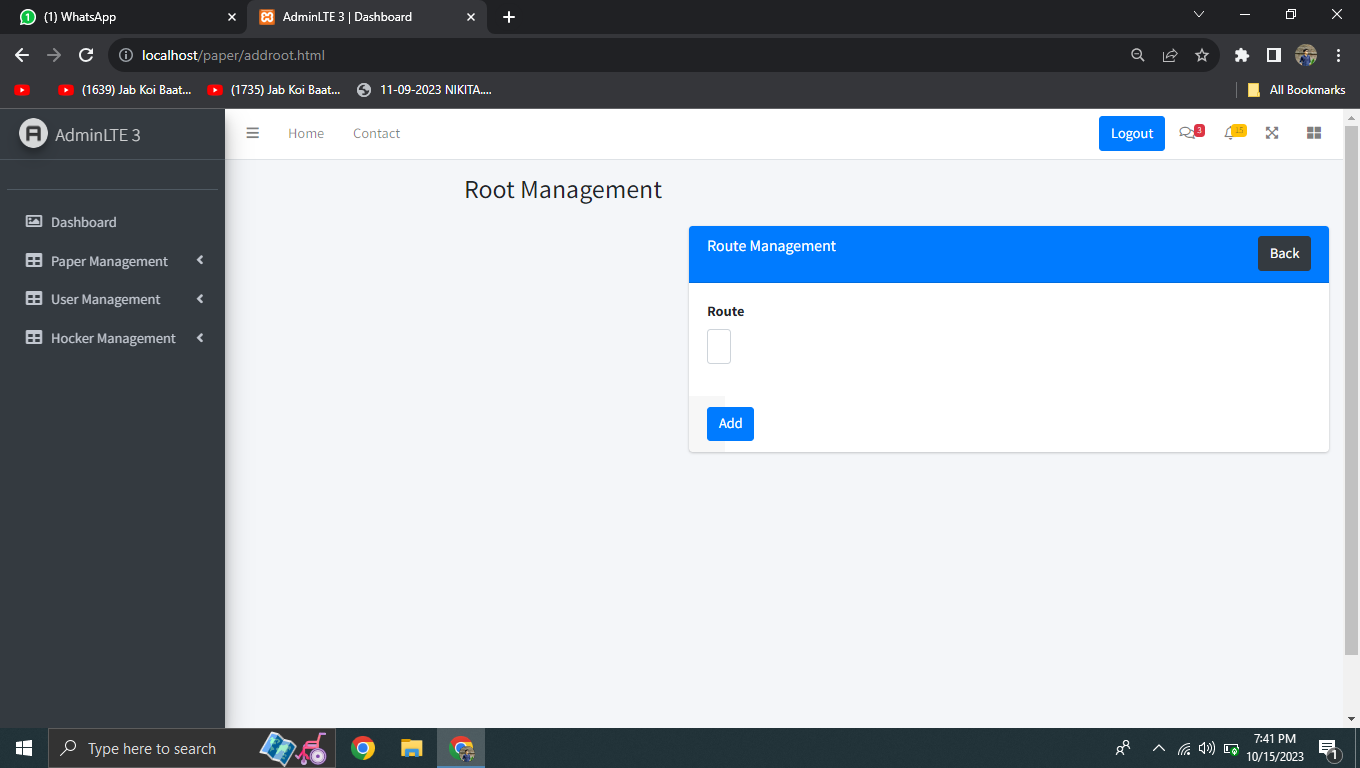 (1) WhatsApp
AdminLTE 3 | Dashboard
localhost/paper/addroot.html
(1639) Jab Koi Baat...
(1735) Jab Koi Baat...
11-09-2023 NIKITA....
All Bookmarks
AdminLTE 3
Home
Contact
Logout
3
15
Root Management
Dashboard
Paper Management
User Management
Hocker Management
Route Management
Back
Route
Add
Type here to search
7:41 PM
10/15/2023
1